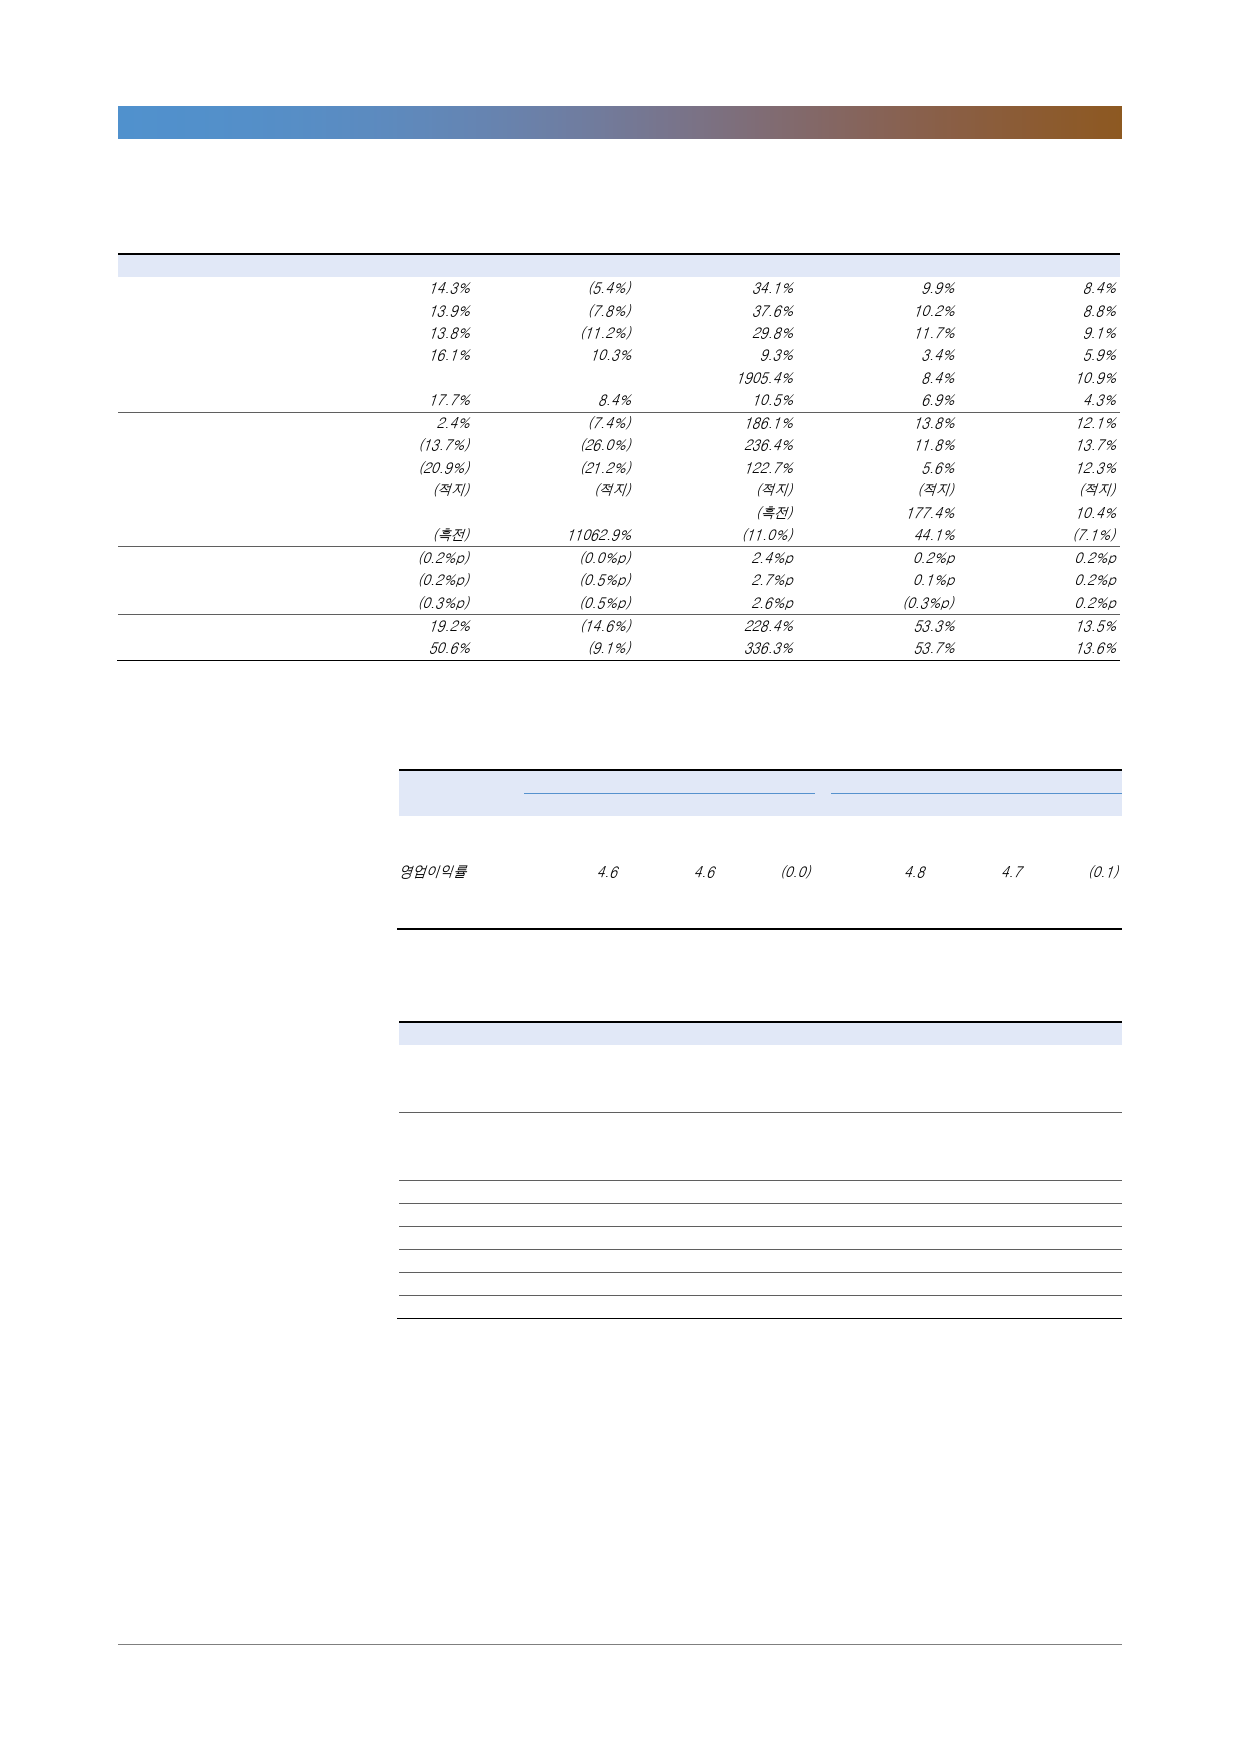 14.3% (5.4%) 34.1% 9.9% 8.4%
13.9% (7.8%) 37.6% 10.2% 8.8%
13.8% (11.2%) 29.8% 11.7% 9.1%
16.1% 10.3% 9.3% 3.4% 5.9%
1905.4% 8.4% 10.9%
17.7% 8.4% 10.5% 6.9% 4.3%
2.4% (7.4%) 186.1% 13.8% 12.1%
(13.7%) (26.0%) 236.4% 11.8% 13.7%
(20.9%) (21.2%) 122.7% 5.6% 12.3%
(적지) (적지) (적지) (적지) (적지)
(흑전) 177.4% 10.4%
(흑전) 11062.9% (11.0%) 44.1% (7.1%)
(0.2%p) (0.0%p) 2.4%p 0.2%p 0.2%p
(0.2%p) (0.5%p) 2.7%p 0.1%p 0.2%p
(0.3%p) (0.5%p) 2.6%p (0.3%p) 0.2%p
19.2% (14.6%) 228.4% 53.3% 13.5%
50.6% (9.1%) 336.3% 53.7% 13.6%
영업이익률 4.6 4.6 (0.0) 4.8 4.7 (0.1)